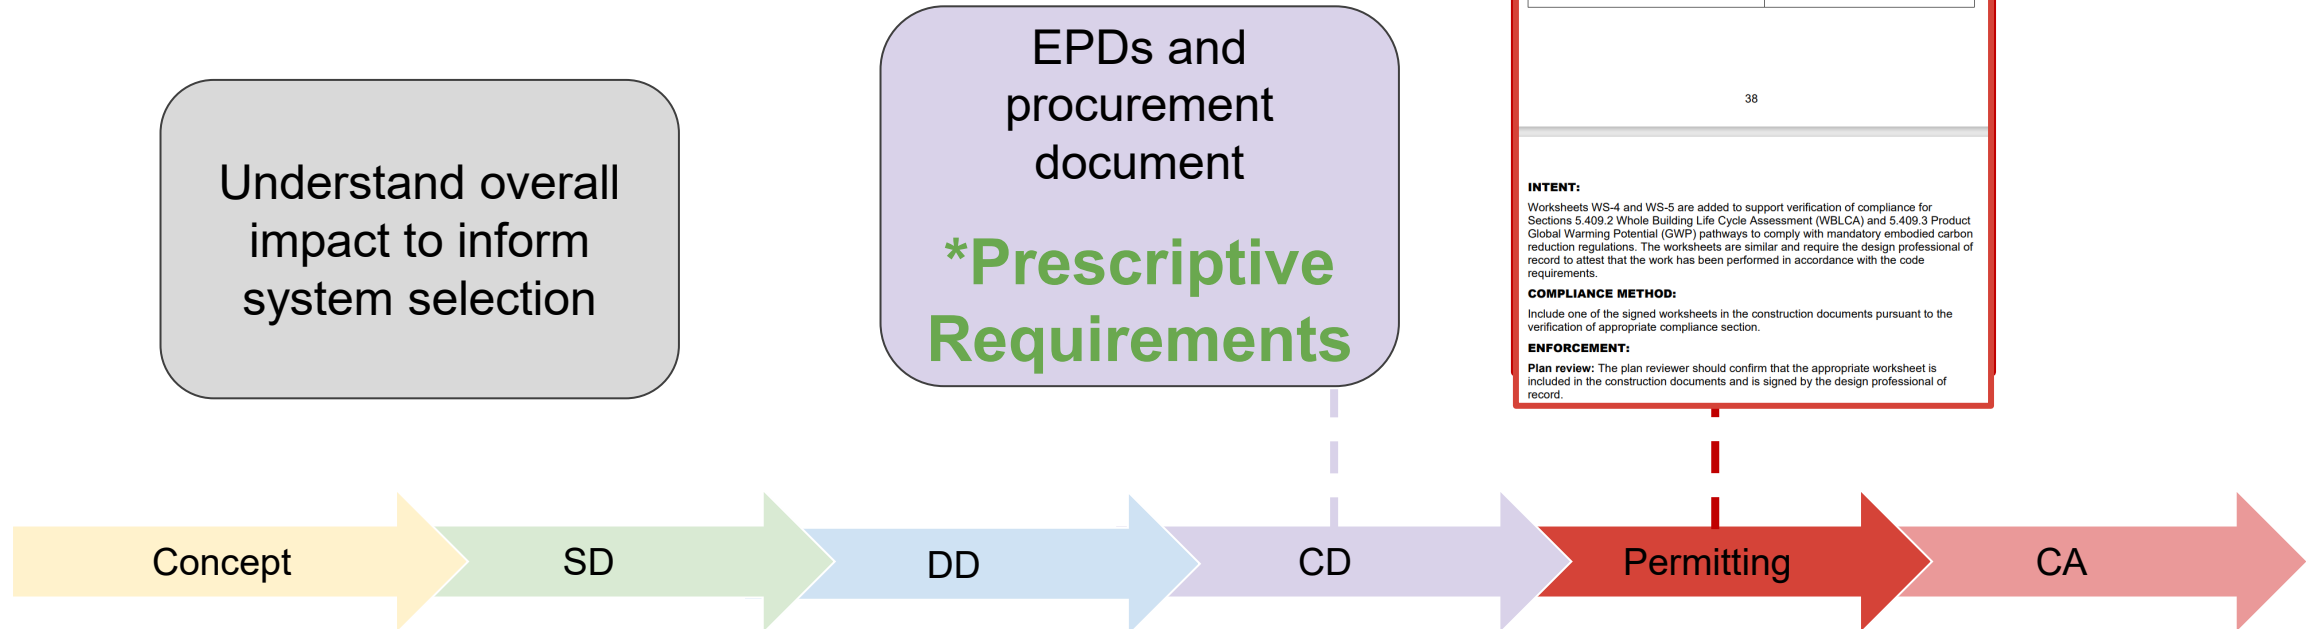 Understand overall
impact to inform
system selection
EPDs and
procurement
document
*Prescriptive
Requirements
38
INTENT:
Worksheets WS-4 and WS-5 are added to support verification of compliance for
Sections 5.409.2 Whole Building Life Cycle Assessment (WBLCA) and 5.409.3 Product
Global Warming Potential (GWP) pathways to comply with mandatory embodied carbon
reduction regulations. The worksheets are similar and require the design professional of
record to attest that the work has been performed in accordance with the code
requirements.
COMPLIANCE METHOD:
Include one of the signed worksheets in the construction documents pursuant to the
verification of appropriate compliance section.
ENFORCEMENT:
Plan review: The plan reviewer should confirm that the appropriate worksheet is
included in the construction documents and is signed by the design professional of
record.
Concept
SD
DD
CD
Permitting
CA